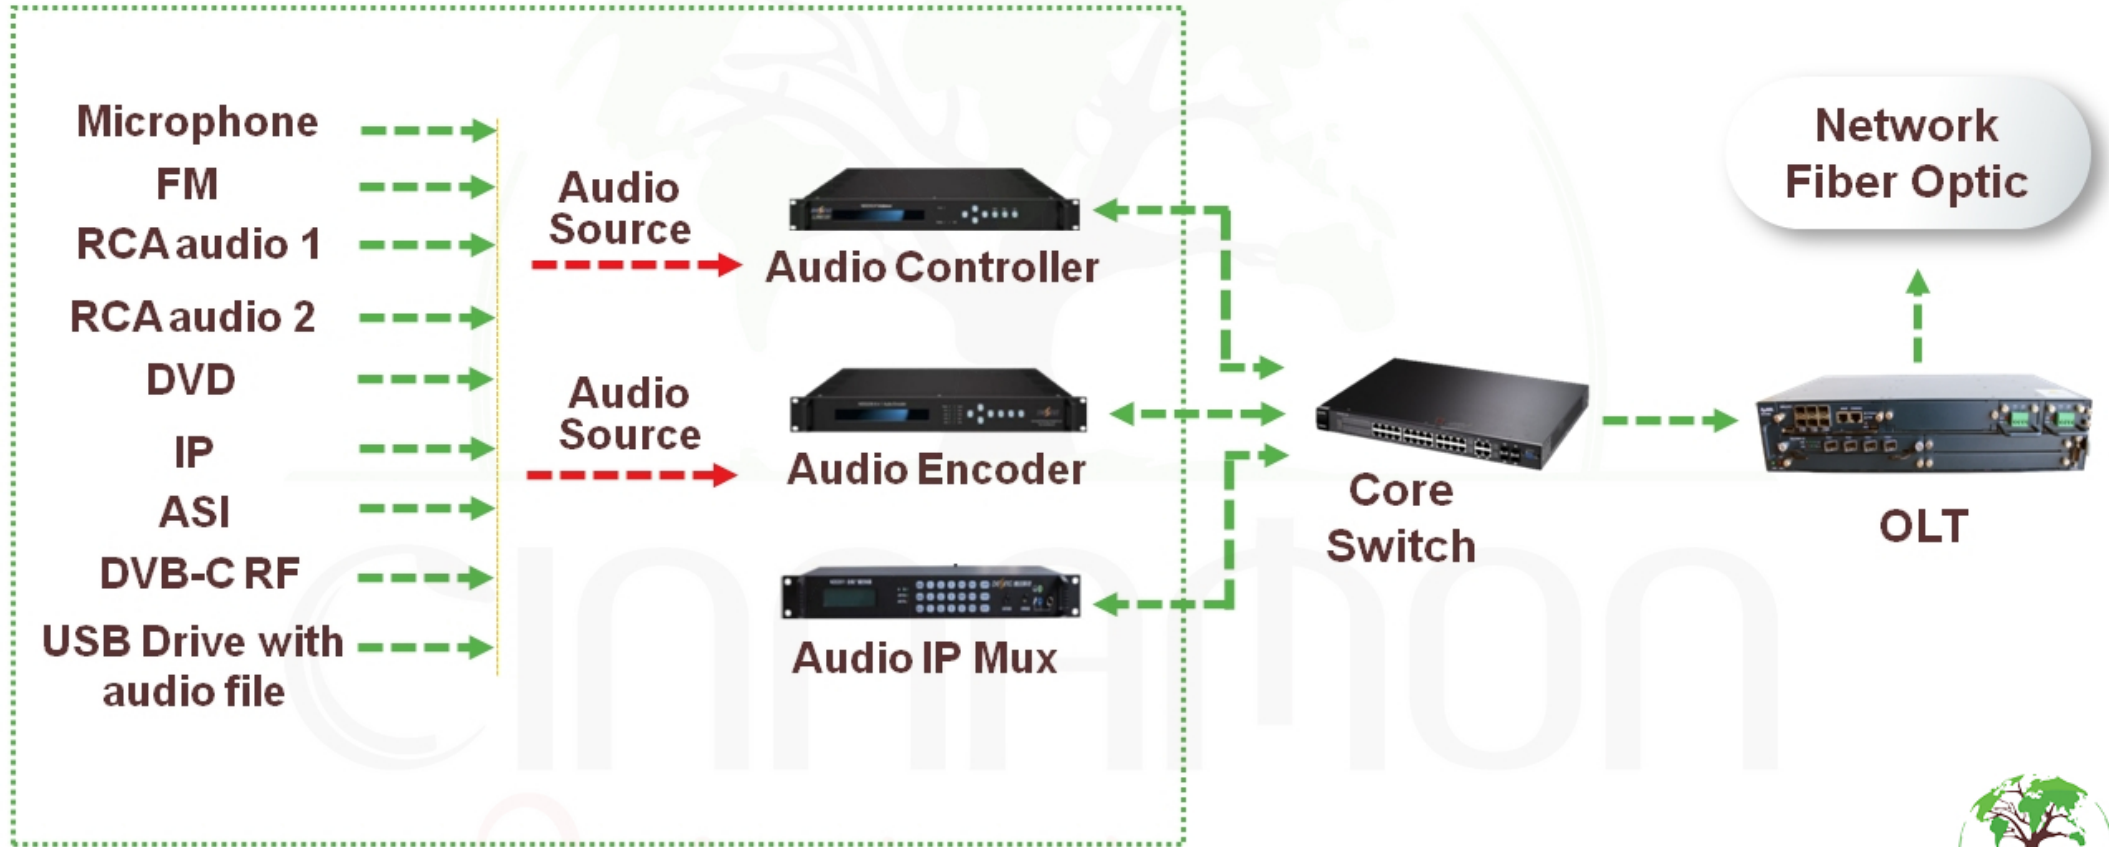 Microphone
FM
RCA audio 1
RCA audio 2
DVD
IP
ASI
DVB-C RF
USB Drive with
audio file
Audio
Source
Audio Controller
Audio
Source
Audio Encoder
Audio IP Mux
Core
Switch
OLT
Network
Fiber Optic
CINNAMON